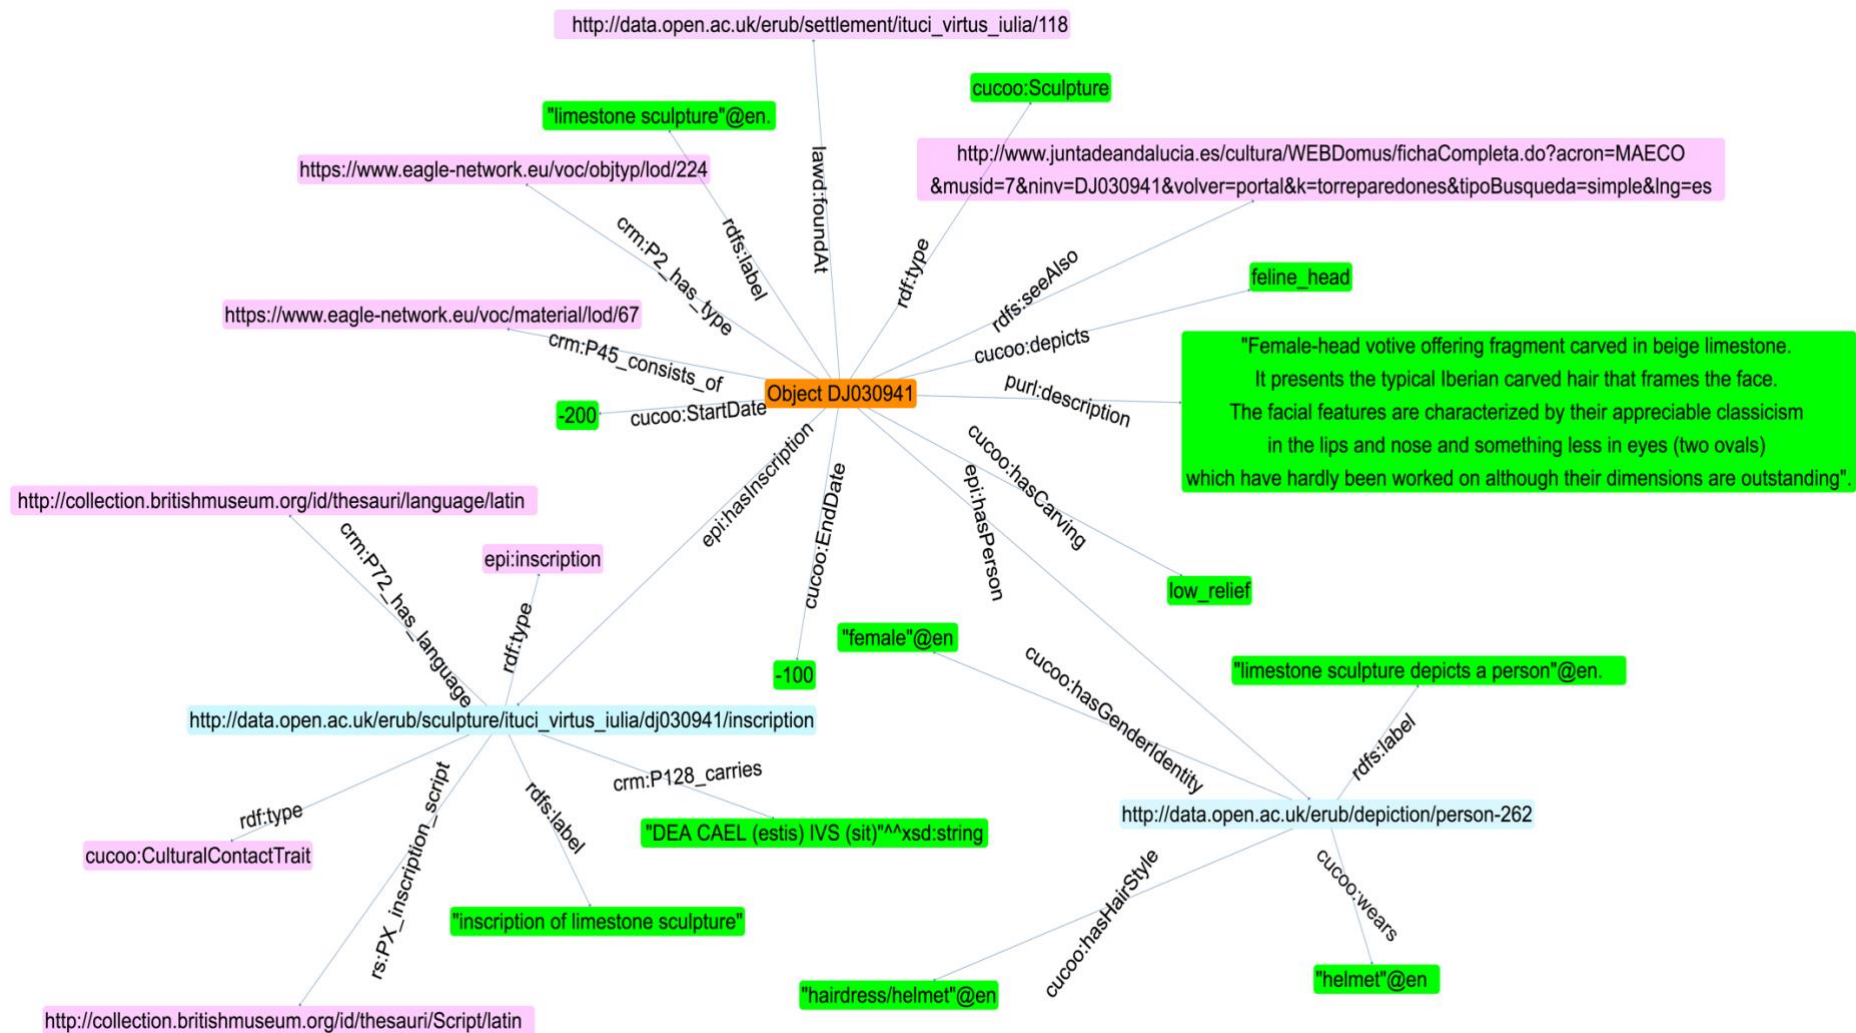 http://data.open.ac.uk/erub/settlement/ituci_virtus_iulia/118
cucoo:Sculpture
"limestone sculpture"@en.
http://www.juntadeandalucia.es/cultura/WEBDomus/fichaCompleta.do?acron=MAECO
&musid=7&ninv=DJ030941&volver=portal&k=torreparedones&tipoBusqueda=simple&lng=es
https://www.eagle-network.eu/voc/objtyp/lod/224
lawd:foundAt
rdfs:label
crm:P2_has_type
rdf:type
rdfs:seeAlso
feline_head
https://www.eagle-network.eu/voc/material/lod/67
crm:P45_consists_of
cucoo:depicts
"Female-head votive offering fragment carved in beige limestone.
It presents the typical Iberian carved hair that frames the face.
The facial features are characterized by their appreciable classicism
in the lips and nose and something less in eyes (two ovals)
which have hardly been worked on although their dimensions are outstanding".
Object DJ030941
purl:description
-200
cucoo:StartDate
epi:hasInscription
cucoo:EndDate
epi:hasPerson
cucoo:hasCarving
http://collection.britishmuseum.org/id/thesauri/language/latin
crm:P72_has_language
epi:inscription
rdf:type
low_relief
"female"@en
-100
cucoo:hasGenderIdentity
"limestone sculpture depicts a person"@en.
http://data.open.ac.uk/erub/sculpture/ituci_virtus_iulia/dj030941/inscription
rdfs:label
crm:P128_carries
rdf:type
rs:PX_inscription_script
rdfs:label
http://data.open.ac.uk/erub/depiction/person-262
"DEA CAEL (estis) IVS (sit)"^^xsd:string
cucoo:CulturalContactTrait
cucoo:hasHairStyle
cucoo:wears
"inscription of limestone sculpture"
"hairdress/helmet"@en
"helmet"@en
http://collection.britishmuseum.org/id/thesauri/Script/latin